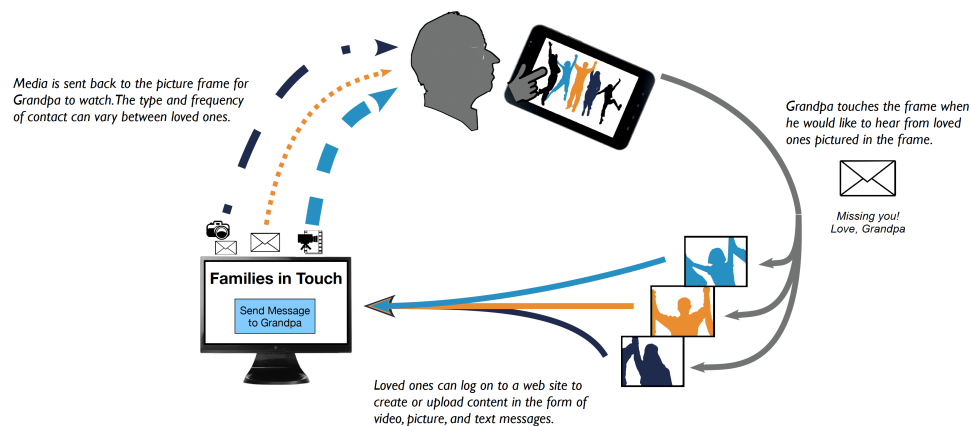 Media is sent back to the picture frame for
Grandpa to watch. The type and frequency
of contact can vary between loved ones.
Grandpa touches the frame when
he would like to hear from loved
ones pictured in the frame.
Missing you!
Love, Grandpa
Families in Touch
Send Message
to Grandpa
Loved ones can log on to a web site to
create or upload content in the form of
video, picture, and text messages.